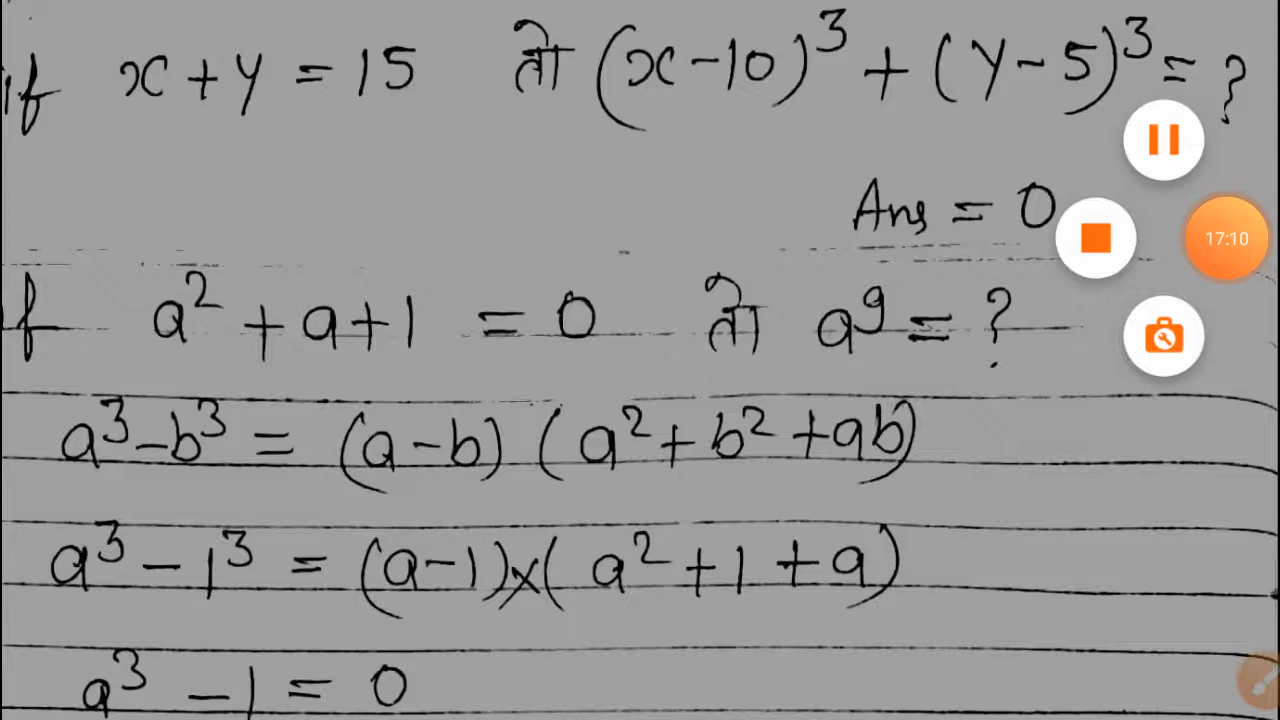 if x + y = 15 तो (x - 10)³ + (y - 5)³ = ?
Ans = 0
17:10
if a² + a + 1 = 0 तो a⁹ = ?
a³ - b³ = (a - b) (a² + b² + ab)
a³ - 1³ = (a - 1) × (a² + 1 + a)
a³ - 1 = 0